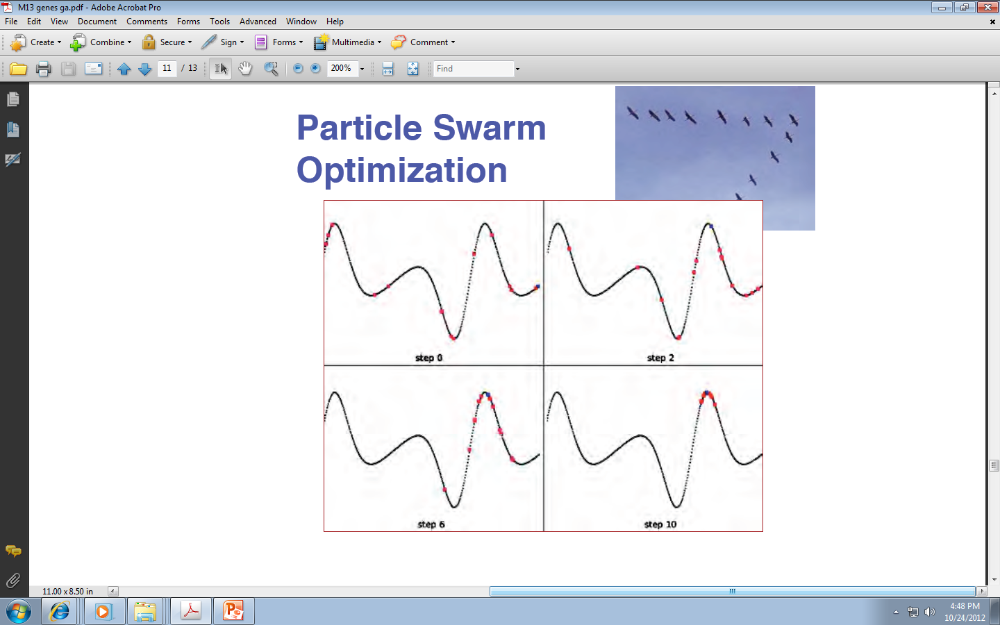 M13 genes ga.pdf - Adobe Acrobat Pro
File Edit View Document Comments Forms Tools Advanced Window Help
Create Combine Secure Sign Forms Multimedia Comment
11 / 13 200% Find
Particle Swarm
Optimization
step 0
step 2
step 6
step 10
11.00 x 8.50 in
4:48 PM
10/24/2012